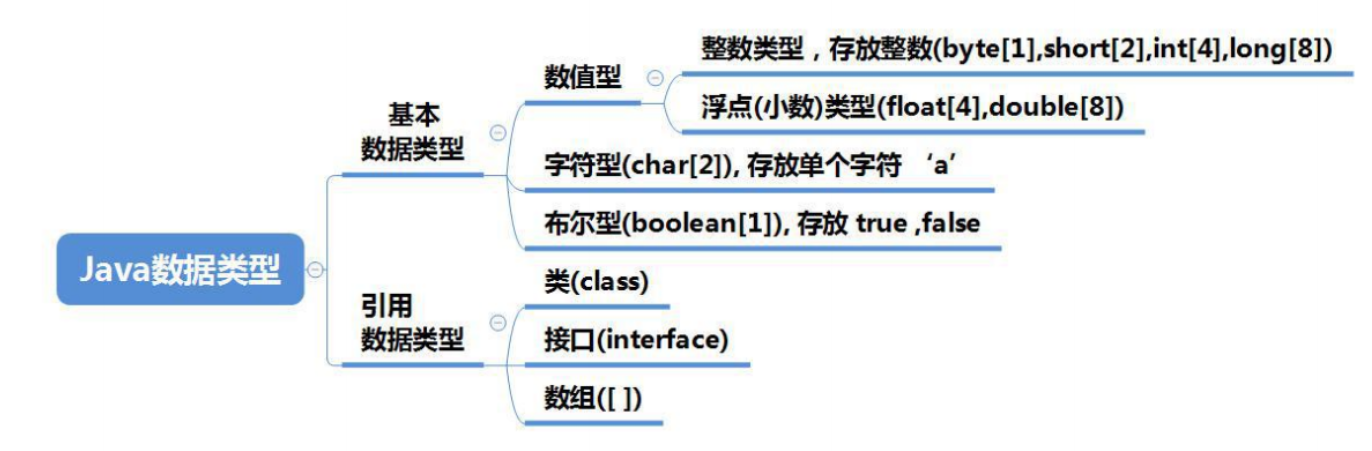 整数类型，存放整数(byte[1],short[2],int[4],long[8])
数值型
浮点(小数)类型(float[4],double[8])
基本
数据类型
字符型(char[2]), 存放单个字符 ‘a’
布尔型(boolean[1]), 存放 true ,false
Java数据类型
类(class)
引用
数据类型
接口(interface)
数组([ ])